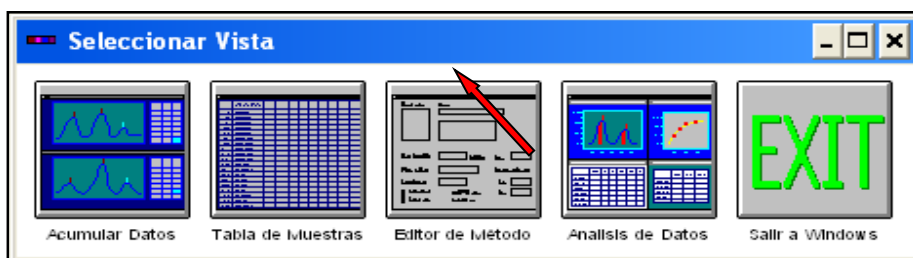 Seleccionar Vista
EXIT
Acumular Datos
Tabla de Muestras
Editor de Método
Analisis de Datos
Salir a Windows